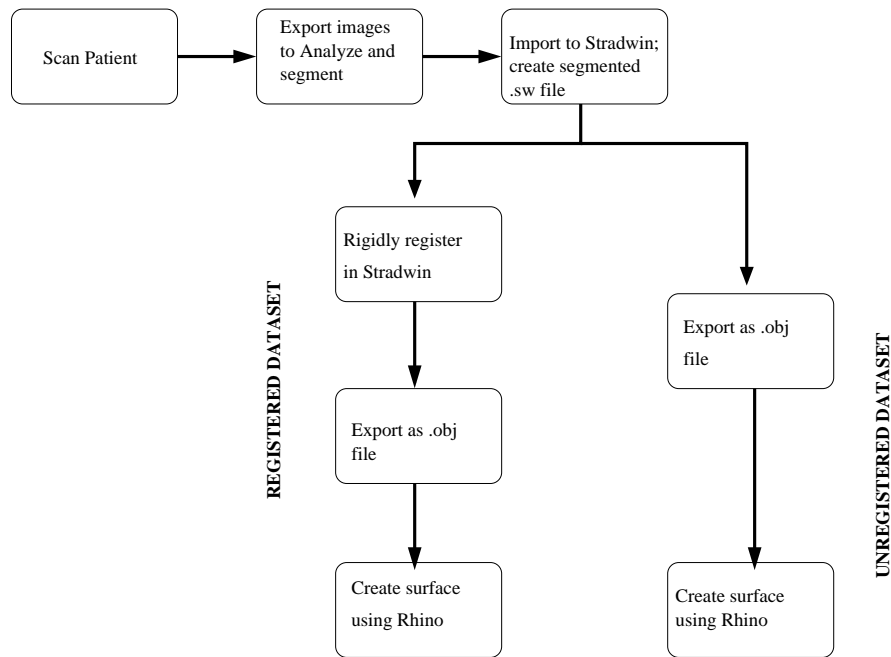 Scan Patient
Export images
to Analyze and
segment
Import to Stradwin;
create segmented
.sw file
Rigidly register
in Stradwin
REGISTERED DATASET
Export as .obj
file
Create surface
using Rhino
Export as .obj
file
UNREGISTERED DATASET
Create surface
using Rhino